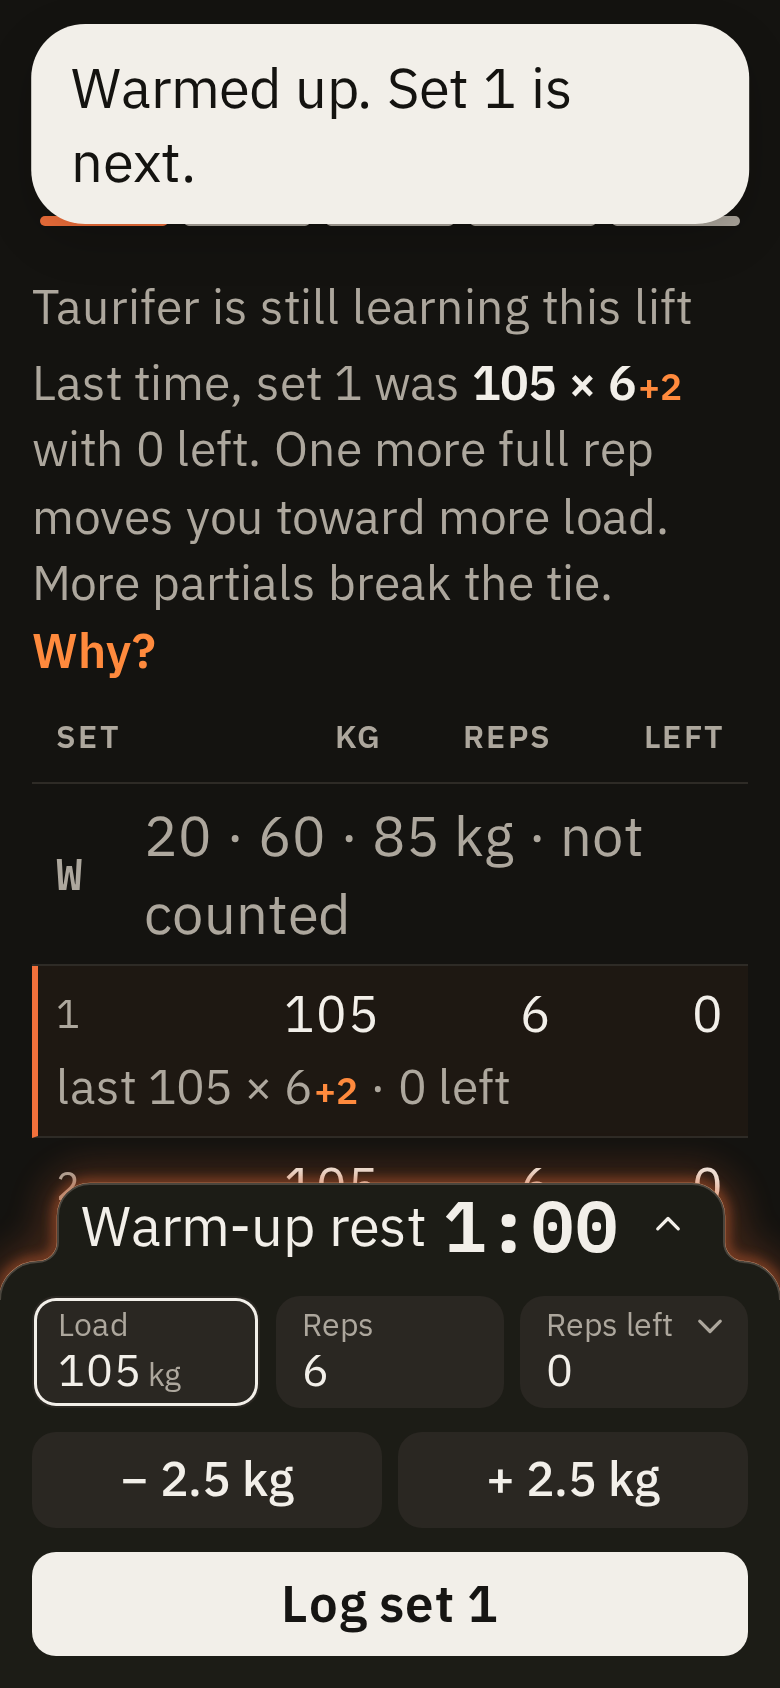 Warmed up. Set 1 is
next.
Taurifer is still learning this lift
Last time, set 1 was 105 × 6+2
with 0 left. One more full rep
moves you toward more load.
More partials break the tie.
Why?
SET KG REPS LEFT
W 20 · 60 · 85 kg · not
counted
1 105 6 0
last 105 × 6+2 · 0 left
2 105 6 0
Warm-up rest 1:00
Load Reps Reps left
105 kg 6 0
− 2.5 kg + 2.5 kg
Log set 1